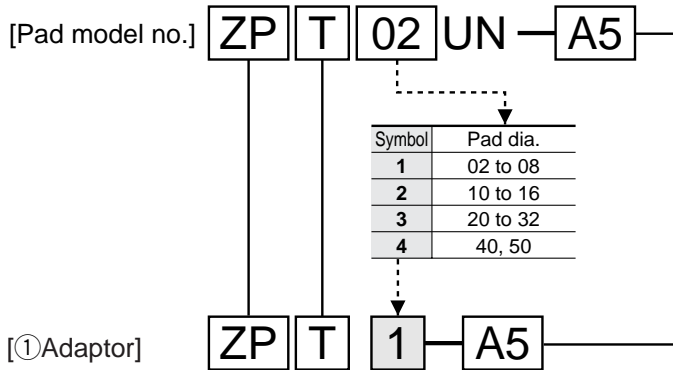 [Pad model no.] ZP T 02 UN — A5
Symbol Pad dia.
1 02 to 08
2 10 to 16
3 20 to 32
4 40, 50
[①Adaptor] ZP T 1 — A5